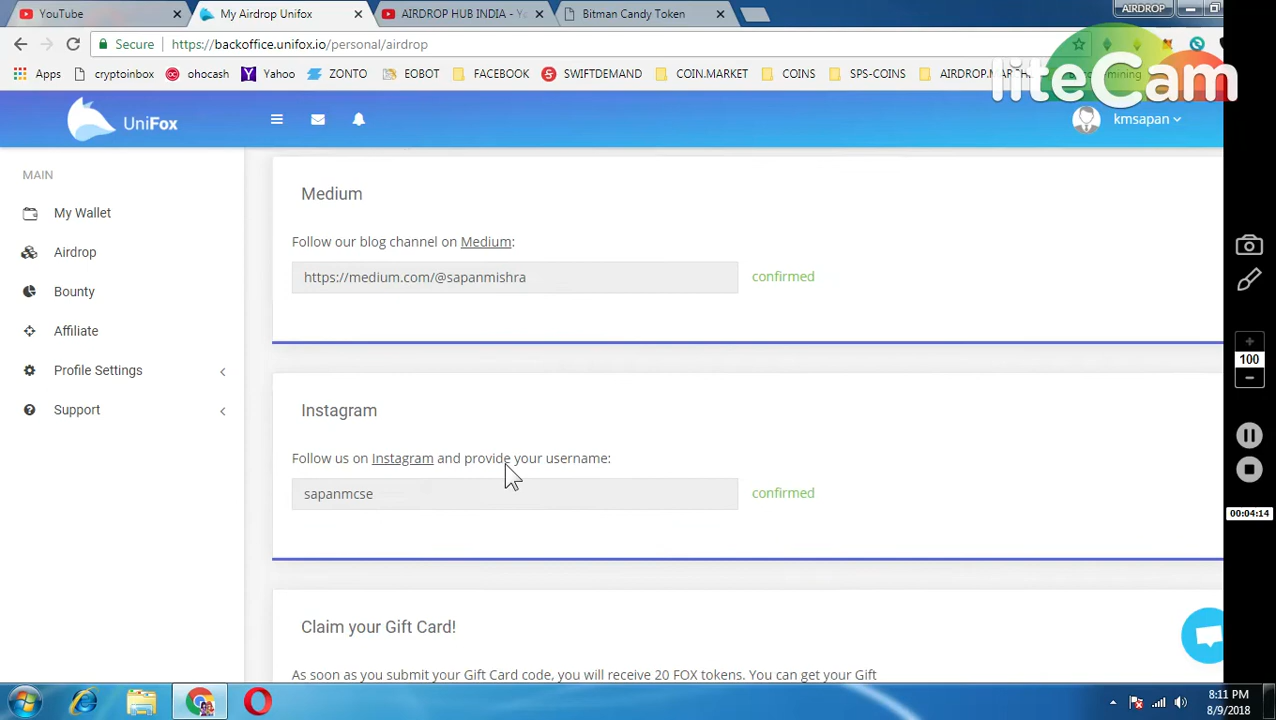 YouTube
My Airdrop Unifox
AIRDROP HUB INDIA - Yo
Bitman Candy Token
AIRDROP
Secure
https://backoffice.unifox.io/personal/airdrop
Apps
cryptoinbox
ohocash
Yahoo
ZONTO
EOBOT
FACEBOOK
SWIFTDEMAND
COIN.MARKET
COINS
SPS-COINS
mining
liteCam
UniFox
kmsapan
MAIN
My Wallet
Airdrop
Bounty
Affiliate
Profile Settings
Support
Medium
Follow our blog channel on Medium:
https://medium.com/@sapanmishra
confirmed
Instagram
Follow us on Instagram and provide your username:
sapanmcse
confirmed
Claim your Gift Card!
As soon as you submit your Gift Card code, you will receive 20 FOX tokens. You can get your Gift
100
00:04:14
8:11 PM
8/9/2018